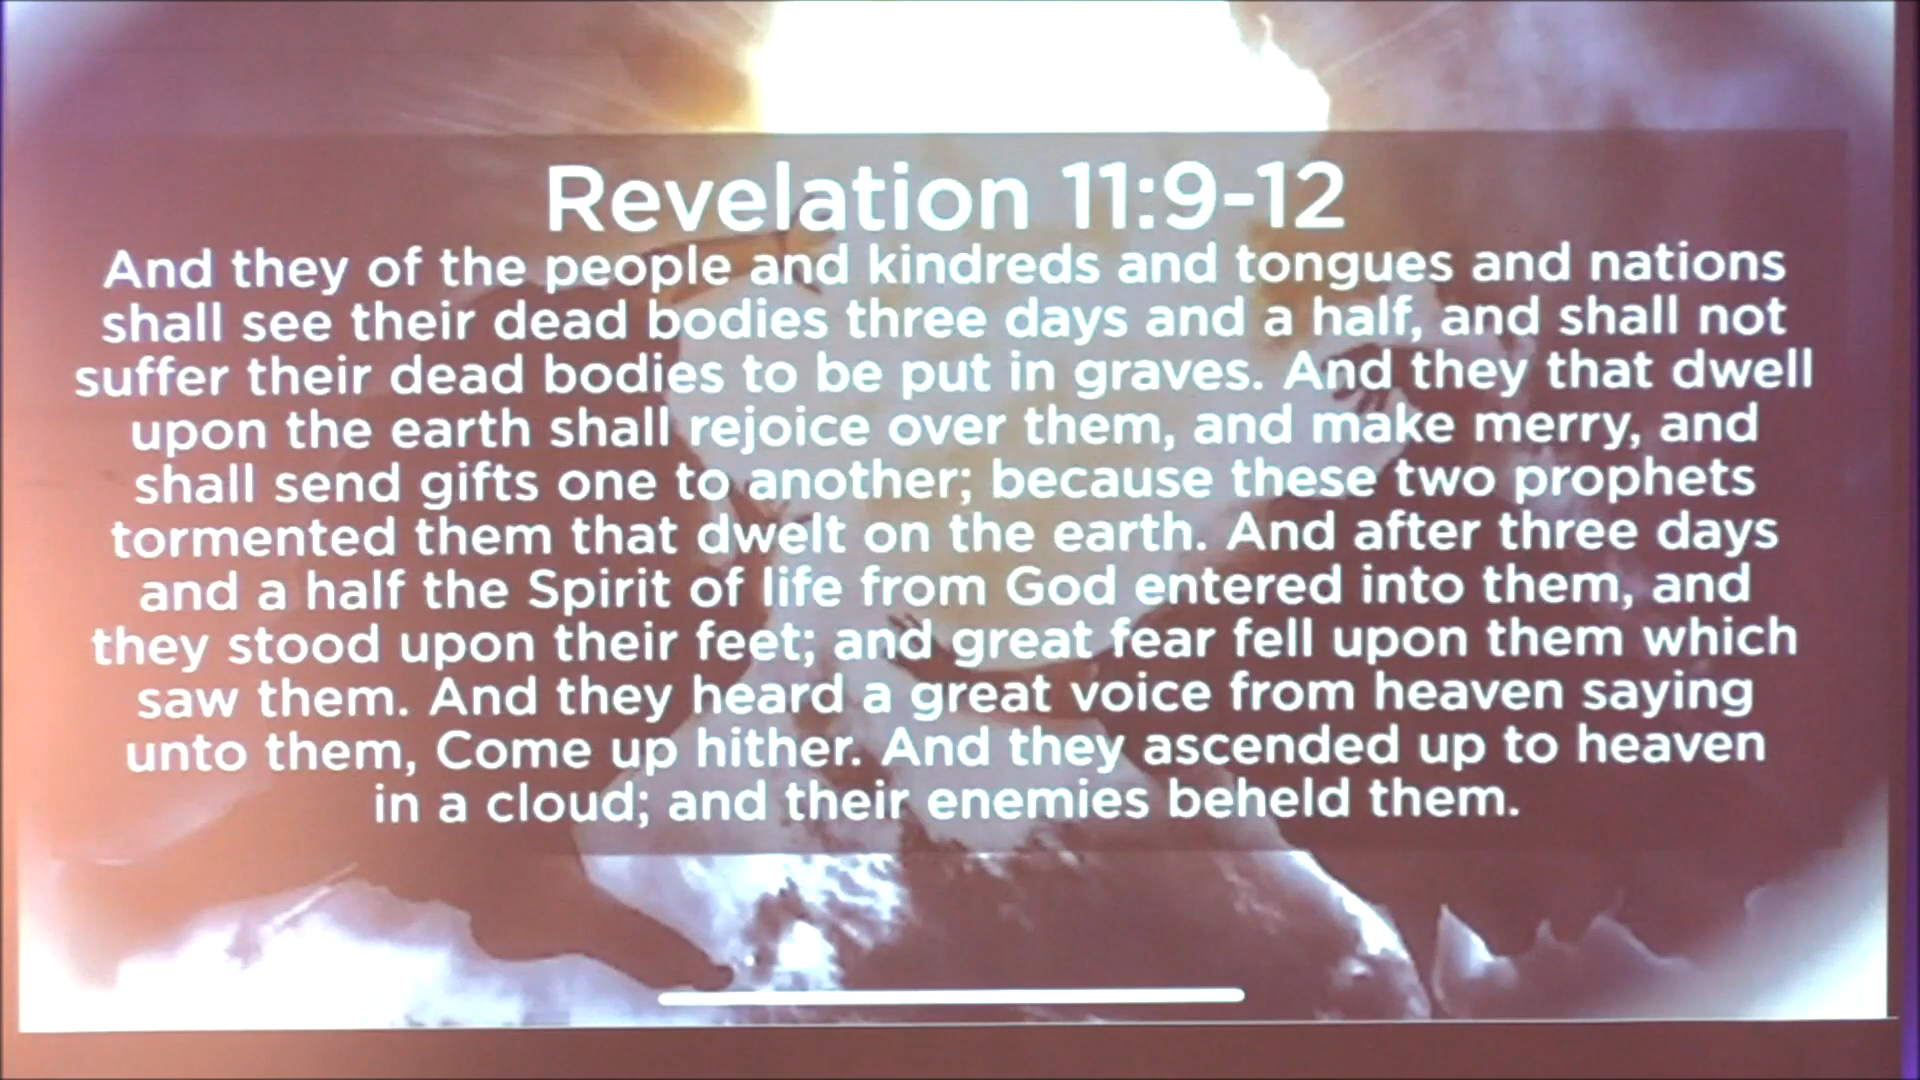 Revelation 11:9-12
And they of the people and kindreds and tongues and nations
shall see their dead bodies three days and a half, and shall not
suffer their dead bodies to be put in graves. And they that dwell
upon the earth shall rejoice over them, and make merry, and
shall send gifts one to another; because these two prophets
tormented them that dwelt on the earth. And after three days
and a half the Spirit of life from God entered into them, and
they stood upon their feet; and great fear fell upon them which
saw them. And they heard a great voice from heaven saying
unto them, Come up hither. And they ascended up to heaven
in a cloud; and their enemies beheld them.